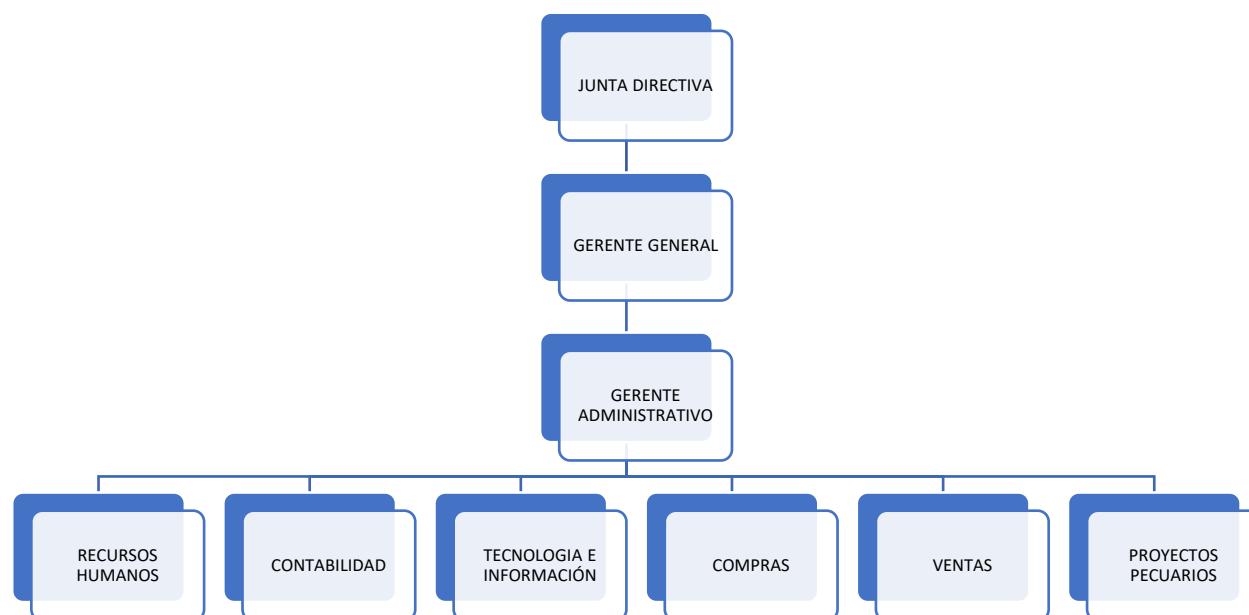 JUNTA DIRECTIVA
GERENTE GENERAL
GERENTE
ADMINISTRATIVO
RECURSOS
HUMANOS
CONTABILIDAD
TECNOLOGIA E
INFORMACIÓN
COMPRAS
VENTAS
PROYECTOS
PECUARIOS